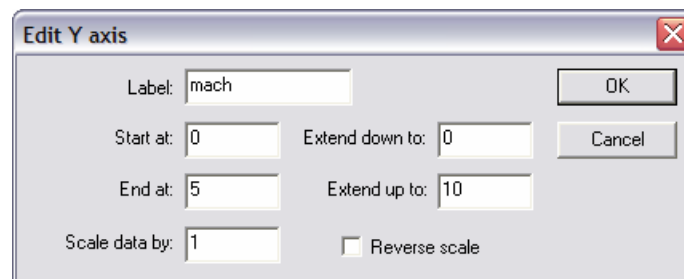 Edit Y axis
Label: mach OK
Start at: 0 Extend down to: 0 Cancel
End at: 5 Extend up to: 10
Scale data by: 1 Reverse scale